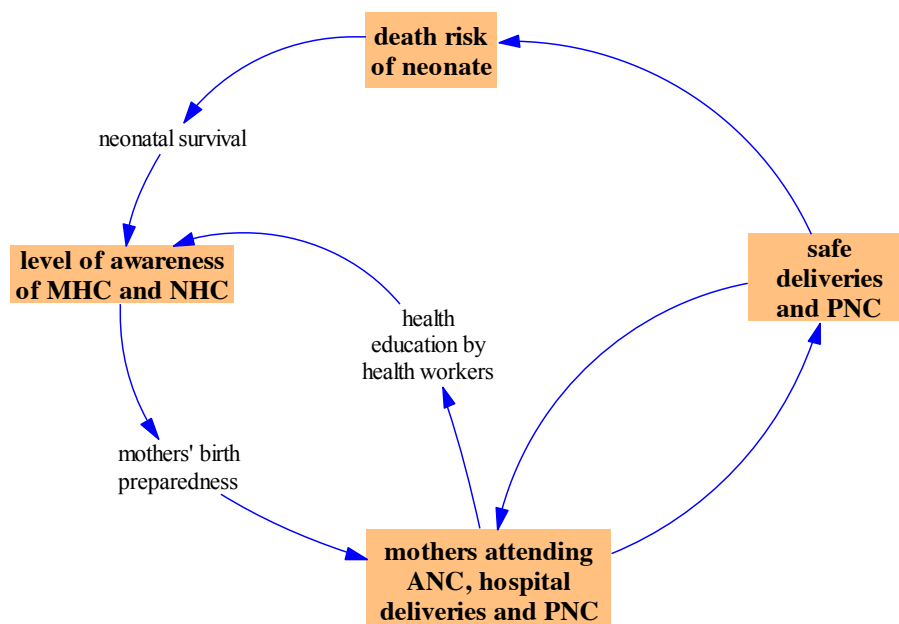 death risk
of neonate
neonatal survival
level of awareness
of MHC and NHC
safe
deliveries
and PNC
health
education by
health workers
mothers' birth
preparedness
mothers attending
ANC, hospital
deliveries and PNC